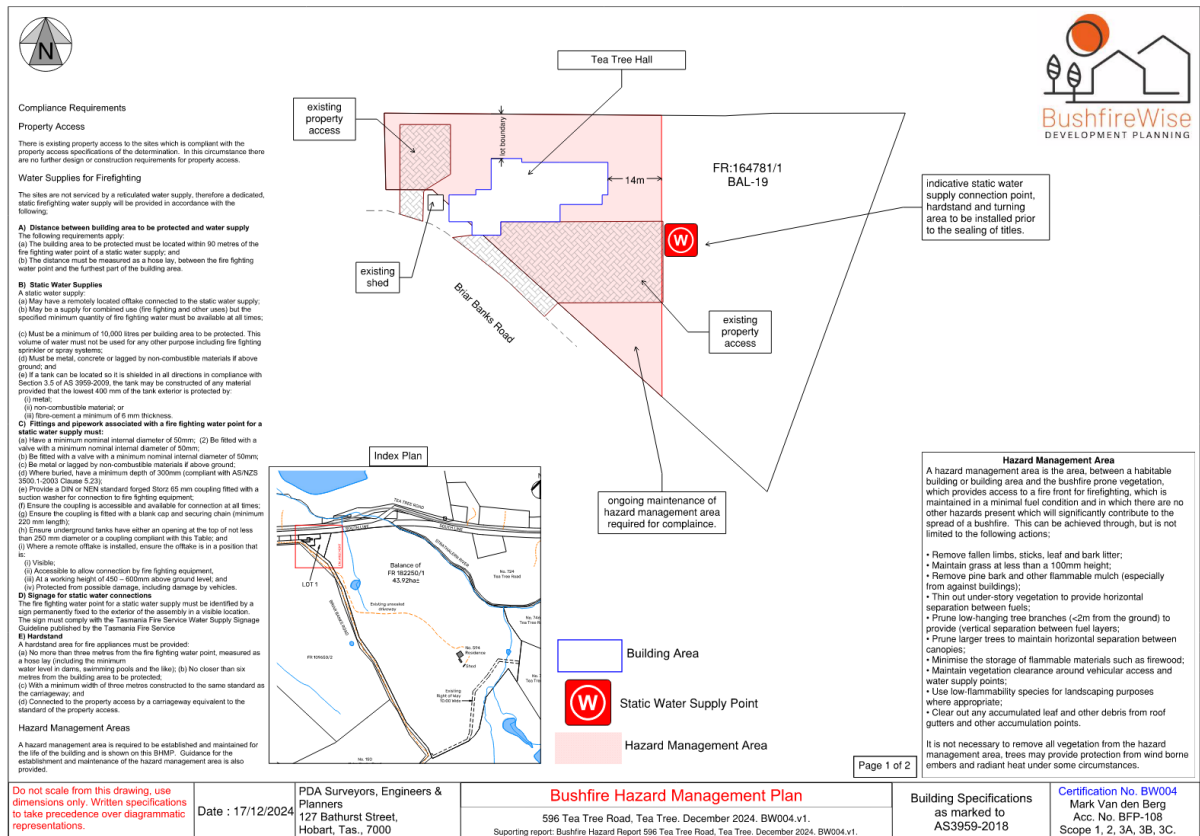 N
Compliance Requirements
Property Access
There is existing property access to the sites which is compliant with the
property access specifications of the determination. In this circumstance there
are no further design or construction requirements for property access.
Water Supplies for Firefighting
The sites are not serviced by a reticulated water supply, therefore a dedicated,
static firefighting water supply will be provided in accordance with the
following;
A) Distance between building area to be protected and water supply
The following requirements apply:
(a) The building area to be protected must be located within 90 metres of the
fire fighting water point of a static water supply; and
(b) The distance must be measured as a hose lay, between the fire fighting
water point and the furthest part of the building area.
B) Static Water Supplies
A static water supply:
(a) May have a remotely located offtake connected to the static water supply;
(b) May be a supply for combined use (fire fighting and other uses) but the
specified minimum quantity of fire fighting water must be available at all times;
(c) Must be a minimum of 10,000 litres per building area to be protected. This
volume of water must not be used for any other purpose including fire fighting
sprinkler or spray systems;
(d) Must be metal, concrete or lagged by non-combustible materials if above
ground; and
(e) If a tank can be located so it is shielded in all directions in compliance with
Section 3.5 of AS 3959-2009, the tank may be constructed of any material
provided that the lowest 400 mm of the tank exterior is protected by:
(i) metal;
(ii) non-combustible material; or
(iii) fibre-cement a minimum of 6 mm thickness.
C) Fittings and pipework associated with a fire fighting water point for a
static water supply must:
(a) Have a minimum nominal internal diameter of 50mm; (2) Be fitted with a
valve with a minimum nominal internal diameter of 50mm;
(b) Be fitted with a valve with a minimum nominal internal diameter of 50mm;
(c) Be metal or lagged by non-combustible materials if above ground;
(d) Where buried, have a minimum depth of 300mm (compliant with AS/NZS
3500.1-2003 Clause 5.23);
(e) Provide a DIN or NEN standard forged Storz 65 mm coupling fitted with a
suction washer for connection to fire fighting equipment;
(f) Ensure the coupling is accessible and available for connection at all times;
(g) Ensure the coupling is fitted with a blank cap and securing chain (minimum
220 mm length);
(h) Ensure underground tanks have either an opening at the top of not less
than 250 mm diameter or a coupling compliant with this Table; and
(i) Where a remote offtake is installed, ensure the offtake is in a position that
is:
(i) Visible;
(ii) Accessible to allow connection by fire fighting equipment,
(iii) At a working height of 450 – 600mm above ground level; and
(iv) Protected from possible damage, including damage by vehicles.
D) Signage for static water connections
The fire fighting water point for a static water supply must be identified by a
sign permanently fixed to the exterior of the assembly in a visible location.
The sign must comply with the Tasmania Fire Service Water Supply Signage
Guideline published by the Tasmania Fire Service
E) Hardstand
A hardstand area for fire appliances must be provided:
(a) No more than three metres from the fire fighting water point, measured as
a hose lay (including the minimum
water level in dams, swimming pools and the like); (b) No closer than six
metres from the building area to be protected;
(c) With a minimum width of three metres constructed to the same standard as
the carriageway; and
(d) Connected to the property access by a carriageway equivalent to the
standard of the property access.
Hazard Management Areas
A hazard management area is required to be established and maintained for
the life of the building and is shown on this BHMP. Guidance for the
establishment and maintenance of the hazard management area is also
provided.
Tea Tree Hall
existing
property
access
lot boundary
14m
FR:164781/1
BAL-19
W
existing
shed
Briar Banks Road
existing
property
access
indicative static water
supply connection point,
hardstand and turning
area to be installed prior
to the sealing of titles.
ongoing maintenance of
hazard management area
required for complaince.
BushfireWise
DEVELOPMENT PLANNING
Index Plan
TEA TREE ROAD
STRATHALLERN RIVER
LOT 1
Balance of
FR 182250/1
43.92ha±
No. 134
Tea Tree Road
Existing unsealed
driveway
BRIAR BANKS ROAD
FR 169650/2
No. 596
Residence
Shed
Existing
Right of Way
10.00 Wide
Tea Tree
Building Area
W
Static Water Supply Point
Hazard Management Area
Hazard Management Area
A hazard management area is the area, between a habitable
building or building area and the bushfire prone vegetation,
which provides access to a fire front for firefighting, which is
maintained in a minimal fuel condition and in which there are no
other hazards present which will significantly contribute to the
spread of a bushfire. This can be achieved through, but is not
limited to the following actions;
• Remove fallen limbs, sticks, leaf and bark litter;
• Maintain grass at less than a 100mm height;
• Remove pine bark and other flammable mulch (especially
from against buildings);
• Thin out under-story vegetation to provide horizontal
separation between fuels;
• Prune low-hanging tree branches (<2m from the ground) to
provide (vertical separation between fuel layers;
• Prune larger trees to maintain horizontal separation between
canopies;
• Minimise the storage of flammable materials such as firewood;
• Maintain vegetation clearance around vehicular access and
water supply points;
• Use low-flammability species for landscaping purposes
where appropriate;
• Clear out any accumulated leaf and other debris from roof
gutters and other accumulation points.
It is not necessary to remove all vegetation from the hazard
management area, trees may provide protection from wind borne
embers and radiant heat under some circumstances.
Page 1 of 2
Do not scale from this drawing, use
dimensions only. Written specifications
to take precedence over diagrammatic
representations.
Date : 17/12/2024
PDA Surveyors, Engineers &
Planners
127 Bathurst Street,
Hobart, Tas., 7000
Bushfire Hazard Management Plan
596 Tea Tree Road, Tea Tree. December 2024. BW004.v1.
Suporting report: Bushfire Hazard Report 596 Tea Tree Road, Tea Tree. December 2024. BW004.v1.
Building Specifications
as marked to
AS3959-2018
Certification No. BW004
Mark Van den Berg
Acc. No. BFP-108
Scope 1, 2, 3A, 3B, 3C.